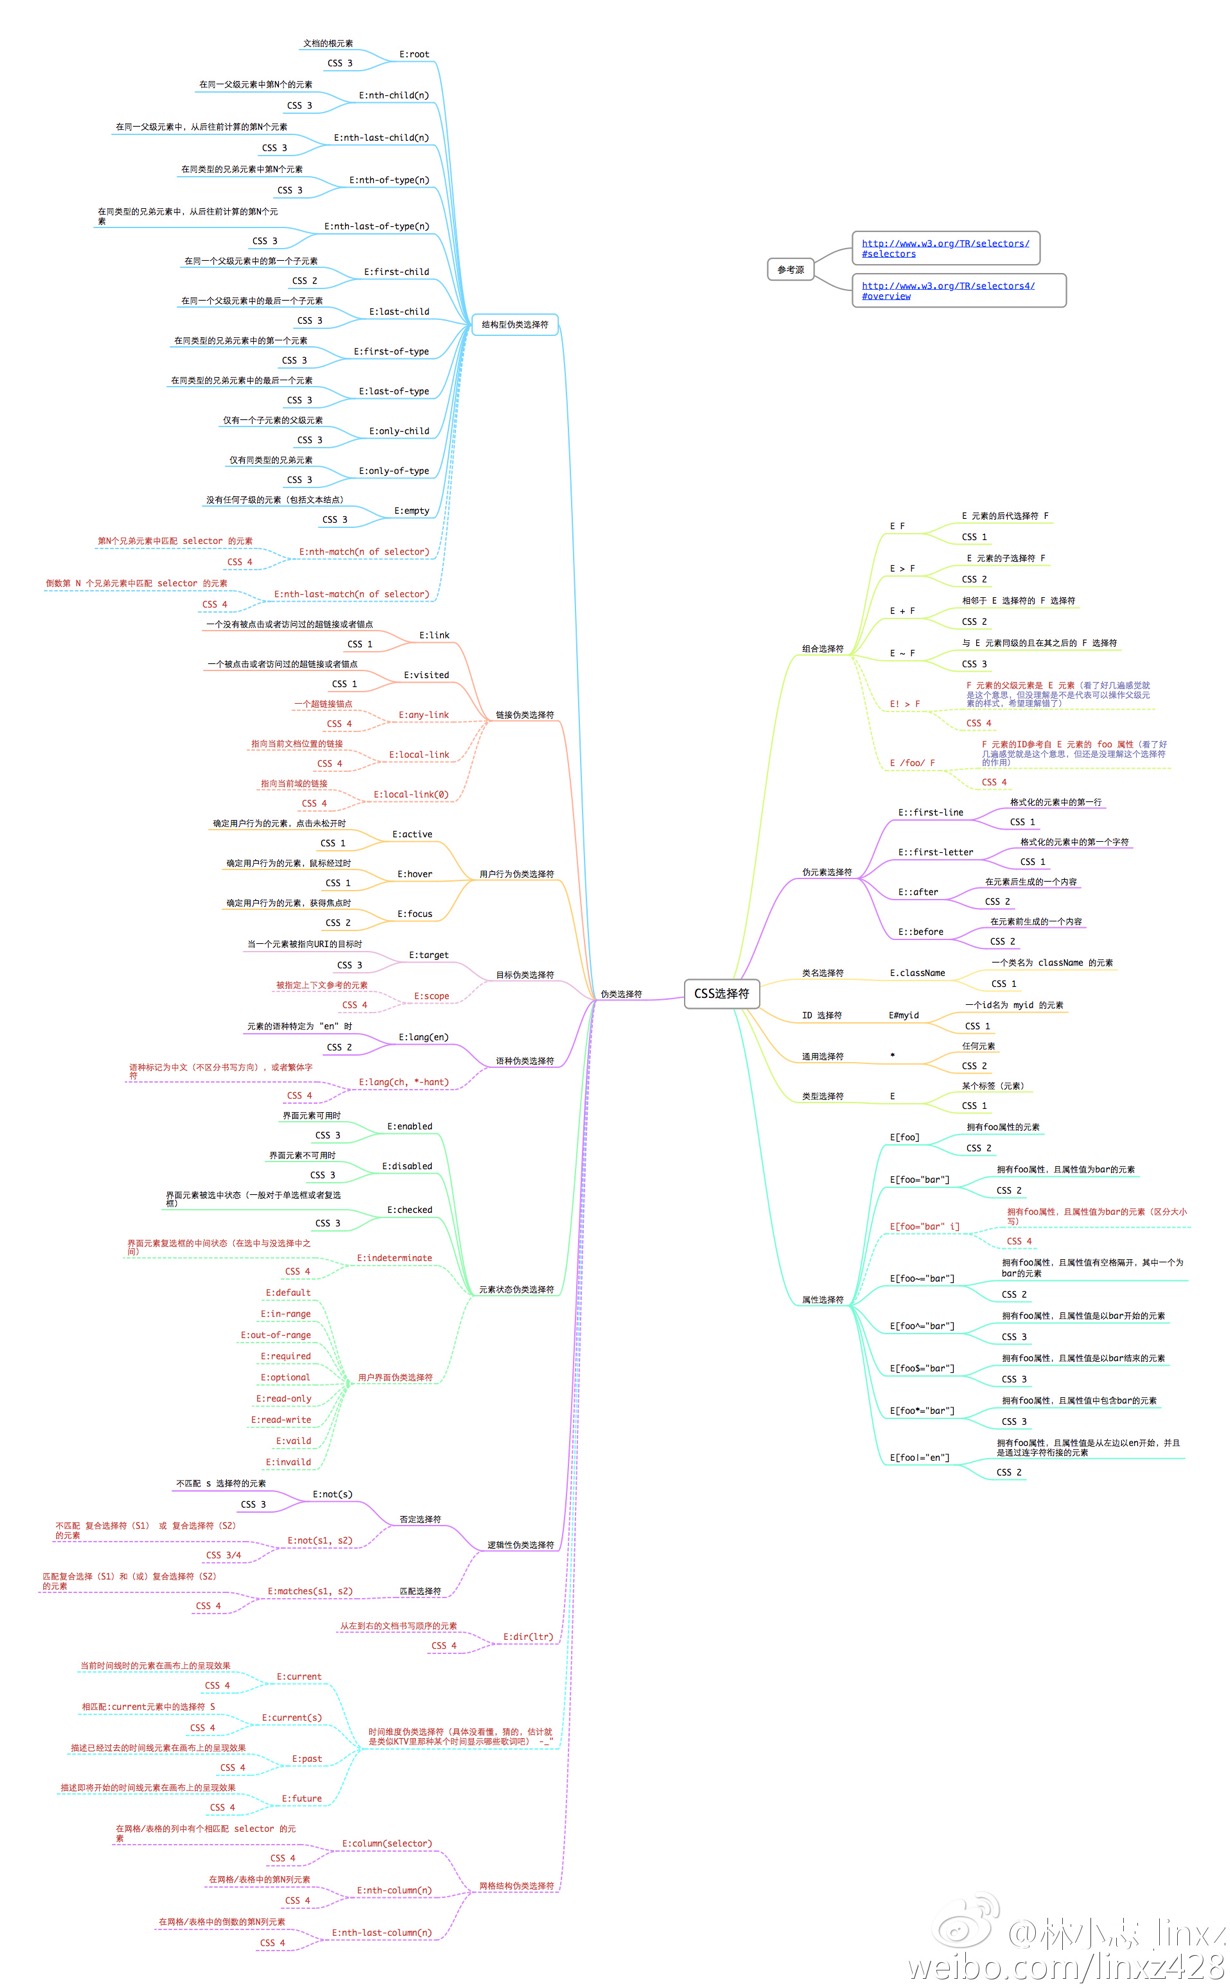 CSS选择符
参考源
http://www.w3.org/TR/selectors/
#selectors
http://www.w3.org/TR/selectors4/
#overview
伪类选择符
结构型伪类选择符
E:root
文档的根元素
CSS 3
E:nth-child(n)
在同一父级元素中第N个的元素
CSS 3
E:nth-last-child(n)
在同一父级元素中，从后往前计算的第N个元素
CSS 3
E:nth-of-type(n)
在同类型的兄弟元素中第N个元素
CSS 3
E:nth-last-of-type(n)
在同类型的兄弟元素中，从后往前计算的第N个元
素
CSS 3
E:first-child
在同一个父级元素中的第一个子元素
CSS 2
E:last-child
在同一个父级元素中的最后一个子元素
CSS 3
E:first-of-type
在同类型的兄弟元素中的第一个元素
CSS 3
E:last-of-type
在同类型的兄弟元素中的最后一个元素
CSS 3
E:only-child
仅有一个子元素的父级元素
CSS 3
E:only-of-type
仅有同类型的兄弟元素
CSS 3
E:empty
没有任何子级的元素（包括文本结点）
CSS 3
E:nth-match(n of selector)
第N个兄弟元素中匹配 selector 的元素
CSS 4
E:nth-last-match(n of selector)
倒数第 N 个兄弟元素中匹配 selector 的元素
CSS 4
链接伪类选择符
E:link
一个没有被点击或者访问过的超链接或者锚点
CSS 1
E:visited
一个被点击或者访问过的超链接或者锚点
CSS 1
E:any-link
一个超链接锚点
CSS 4
E:local-link
指向当前文档位置的链接
CSS 4
E:local-link(0)
指向当前域的链接
CSS 4
用户行为伪类选择符
E:active
确定用户行为的元素，点击未松开时
CSS 1
E:hover
确定用户行为的元素，鼠标经过时
CSS 1
E:focus
确定用户行为的元素，获得焦点时
CSS 2
目标伪类选择符
E:target
当一个元素被指向URI的目标时
CSS 3
E:scope
被指定上下文参考的元素
CSS 4
语种伪类选择符
E:lang(en)
元素的语种特定为 "en" 时
CSS 2
E:lang(ch, *-hant)
语种标记为中文（不区分书写方向），或者繁体字
符
CSS 4
元素状态伪类选择符
E:enabled
界面元素可用时
CSS 3
E:disabled
界面元素不可用时
CSS 3
E:checked
界面元素被选中状态（一般对于单选框或者复选
框）
CSS 3
E:indeterminate
界面元素复选框的中间状态（在选中与没选择中之
间）
CSS 4
用户界面伪类选择符
E:default
E:in-range
E:out-of-range
E:required
E:optional
E:read-only
E:read-write
E:vaild
E:invaild
逻辑性伪类选择符
否定选择符
E:not(s)
不匹配 s 选择符的元素
CSS 3
E:not(s1, s2)
不匹配 复合选择符（S1） 或 复合选择符（S2）
的元素
CSS 3/4
匹配选择符
E:matches(s1, s2)
匹配复合选择（S1）和（或）复合选择符（S2）
的元素
CSS 4
E:dir(ltr)
从左到右的文档书写顺序的元素
CSS 4
时间维度伪类选择符（具体没看懂，猜的，估计就
是类似KTV里那种某个时间显示哪些歌词吧） -_"
E:current
当前时间线时的元素在画布上的呈现效果
CSS 4
E:current(s)
相匹配:current元素中的选择符 S
CSS 4
E:past
描述已经过去的时间线元素在画布上的呈现效果
CSS 4
E:future
描述即将开始的时间线元素在画布上的呈现效果
CSS 4
网格结构伪类选择符
E:column(selector)
在网格/表格的列中有个相匹配 selector 的元
素
CSS 4
E:nth-column(n)
在网格/表格中的第N列元素
CSS 4
E:nth-last-column(n)
在网格/表格中的倒数的第N列元素
CSS 4
组合选择符
E F
E 元素的后代选择符 F
CSS 1
E > F
E 元素的子选择符 F
CSS 2
E + F
相邻于 E 选择符的 F 选择符
CSS 2
E ~ F
与 E 元素同级的且在其之后的 F 选择符
CSS 3
E! > F
F 元素的父级元素是 E 元素（看了好几遍感觉就
是这个意思，但没理解是不是代表可以操作父级元
素的样式，希望理解错了）
CSS 4
E /foo/ F
F 元素的ID参考自 E 元素的 foo 属性（看了好
几遍感觉就是这个意思，但还是没理解这个选择符
的作用）
CSS 4
伪元素选择符
E::first-line
格式化的元素中的第一行
CSS 1
E::first-letter
格式化的元素中的第一个字符
CSS 1
E::after
在元素后生成的一个内容
CSS 2
E::before
在元素前生成的一个内容
CSS 2
类名选择符
E.className
一个类名为 className 的元素
CSS 1
ID 选择符
E#myid
一个id名为 myid 的元素
CSS 1
通用选择符
*
任何元素
CSS 2
类型选择符
E
某个标签（元素）
CSS 1
属性选择符
E[foo]
拥有foo属性的元素
CSS 2
E[foo="bar"]
拥有foo属性，且属性值为bar的元素
CSS 2
E[foo="bar" i]
拥有foo属性，且属性值为bar的元素（区分大小
写）
CSS 4
E[foo~="bar"]
拥有foo属性，且属性值有空格隔开，其中一个为
bar的元素
CSS 2
E[foo^="bar"]
拥有foo属性，且属性值是以bar开始的元素
CSS 3
E[foo$="bar"]
拥有foo属性，且属性值是以bar结束的元素
CSS 3
E[foo*="bar"]
拥有foo属性，且属性值中包含bar的元素
CSS 3
E[foo|="en"]
拥有foo属性，且属性值是从左边以en开始，并且
是通过连字符衔接的元素
CSS 2
@林小志_linxz
weibo.com/linxz428